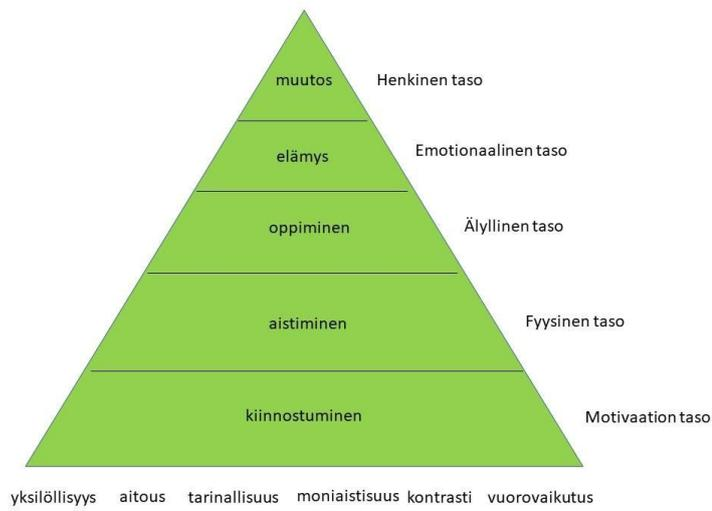 muutos Henkinen taso
elämys Emotionaalinen taso
oppiminen Älyllinen taso
aistiminen Fyysinen taso
kiinnostuminen Motivaation taso
yksilöllisyys aitous tarinallisuus moniaistisuus kontrasti vuorovaikutus